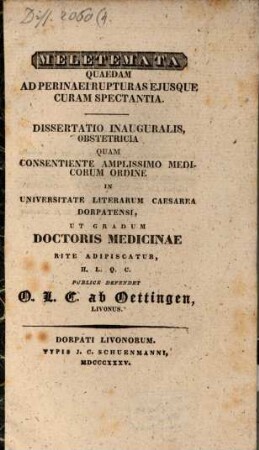 Diss. 2060 (4
MELETEMATA
QUAEDAM
AD PERINAEI RUPTURAS EJUSQUE
CURAM SPECTANTIA.
DISSERTATIO INAUGURALIS,
OBSTETRICIA
QUAM
CONSENTIENTE AMPLISSIMO MEDI-
CORUM ORDINE
IN
UNIVERSITATE LITERARUM CAESAREA
DORPATENSI,
UT GRADUM
DOCTORIS MEDICINAE
RITE ADIPISCATUR,
H. L. Q. C.
PUBLICE DEFENDET
O. L. E. ab Oettingen,
LIVONUS.
DORPATI LIVONORUM.
TYPIS J. C. SCHUENMANNI,
MDCCCXXXV.